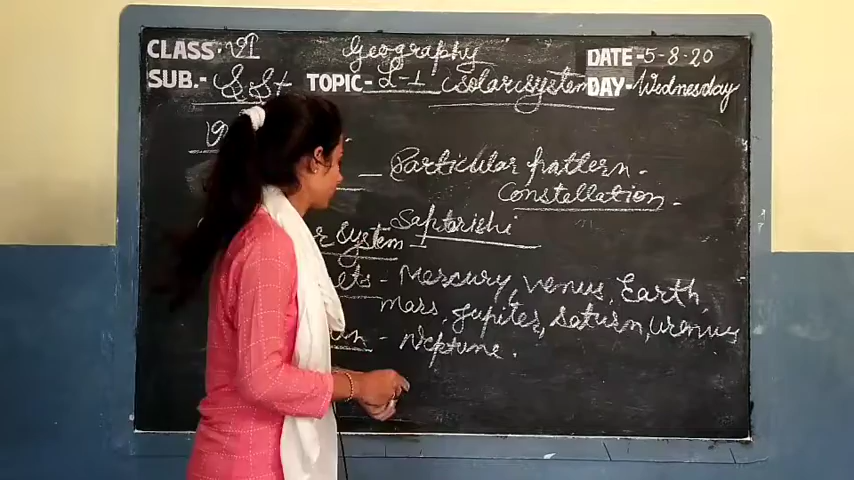 CLASS:- VI Geography DATE-5-8-20
SUB.- S.St TOPIC- L-1 Solar system DAY-Wednesday
Particular pattern.
Constellation.
Saptarishi
system
ets- Mercury, Venus, Earth,
Mars, Jupiter, Saturn, Urenus
Neptune.